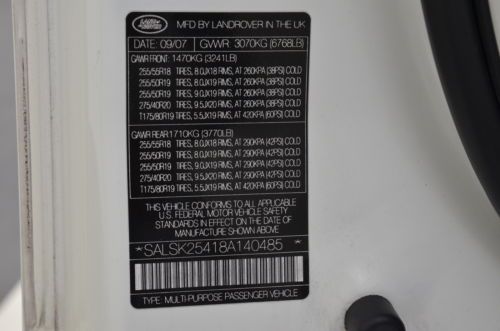 LAND ROVER
MFD BY LANDROVER IN THE UK
DATE: 09/07 GVWR 3070KG (6768LB)
GAWR FRONT: 1470KG (3241LB)
255/55R18 TIRES, 8.0JX18 RIMS, AT 260KPA (38PSI) COLD
255/50R19 TIRES, 8.0JX19 RIMS, AT 260KPA (38PSI) COLD
255/50R19 TIRES, 9.0JX19 RIMS, AT 260KPA (38PSI) COLD
275/40R20 TIRES, 9.5JX20 RIMS, AT 260KPA (38PSI) COLD
T175/80R19 TIRES, 5.5JX19 RIMS, AT 420KPA (60PSI) COLD
GAWR REAR: 1710KG (3770LB)
255/55R18 TIRES, 8.0JX18 RIMS, AT 290KPA (42PSI) COLD
255/50R19 TIRES, 8.0JX19 RIMS, AT 290KPA (42PSI) COLD
255/50R19 TIRES, 9.0JX19 RIMS, AT 290KPA (42PSI) COLD
275/40R20 TIRES, 9.5JX20 RIMS, AT 290KPA (42PSI) COLD
T175/80R19 TIRES, 5.5JX19 RIMS, AT 420KPA (60PSI) COLD
THIS VEHICLE CONFORMS TO ALL APPLICABLE
U.S. FEDERAL MOTOR VEHICLE SAFETY
STANDARDS IN EFFECT ON THE DATE OF
MANUFACTURE SHOWN ABOVE
*SALSK25418A140485*
TYPE: MULTI-PURPOSE PASSENGER VEHICLE